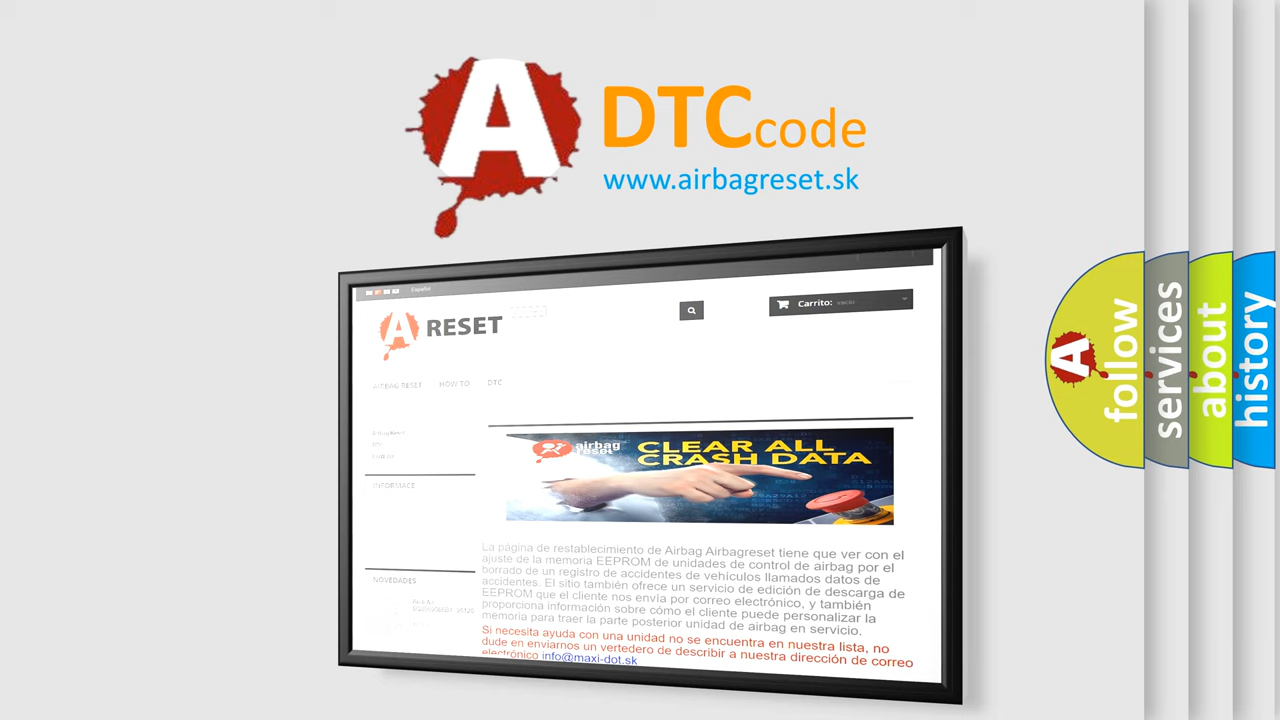 A
DTCcode
www.airbagreset.sk
Español
A RESET
Carrito: vacío
AIRBAG RESET HOW TO DTC
INFORMACE
airbag
reset
CLEAR ALL
CRASH DATA
La página de restablecimiento de Airbag Airbagreset tiene que ver con el
ajuste de la memoria EEPROM de unidades de control de airbag por el
borrado de un registro de accidentes de vehículos llamados datos de
accidentes. El sitio también ofrece un servicio de edición de descarga de
EEPROM que el cliente nos envía por correo electrónico, y también
proporciona información sobre cómo el cliente puede personalizar la
memoria para traer la parte posterior unidad de airbag en servicio.
Si necesita ayuda con una unidad no se encuentra en nuestra lista, no
dude en enviarnos un vertedero de describir a nuestra dirección de correo
electrónico info@maxi-dot.sk
NOVEDADES
A
follow
services
about
history